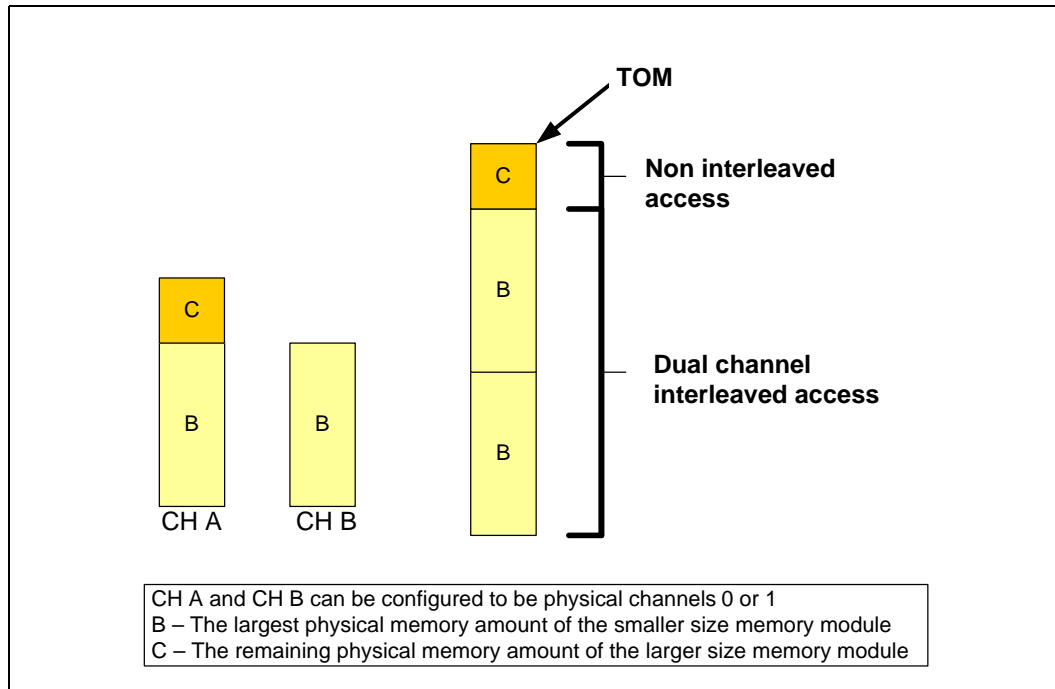 TOM
C
Non interleaved
access
B
C
Dual channel
interleaved access
B
B
B
CH A
CH B
CH A and CH B can be configured to be physical channels 0 or 1
B – The largest physical memory amount of the smaller size memory module
C – The remaining physical memory amount of the larger size memory module